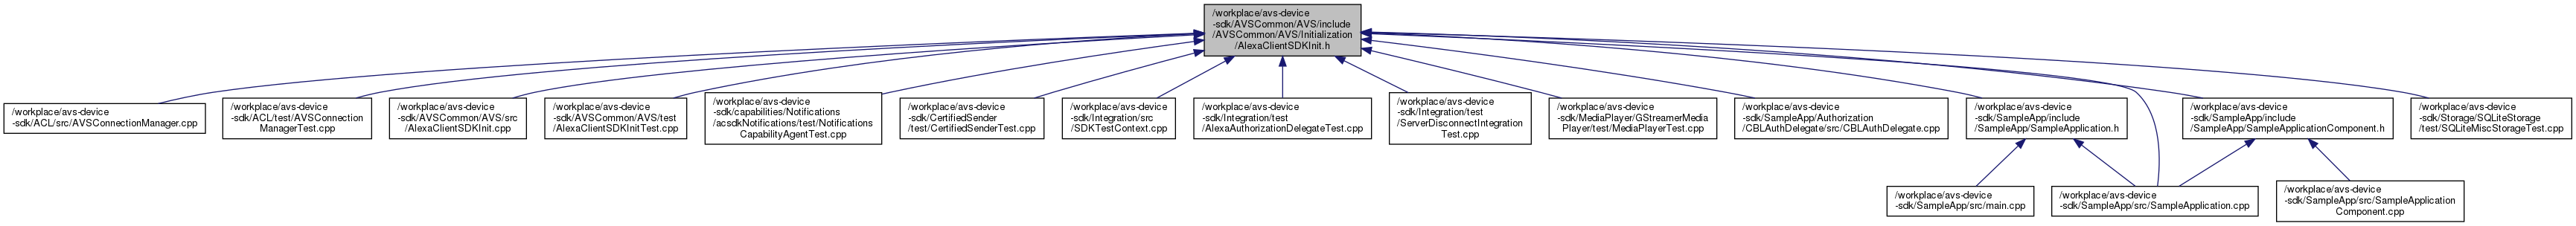 /workplace/avs-device
-sdk/AVSCommon/AVS/include
/AVSCommon/AVS/Initialization
/AlexaClientSDKInit.h
/workplace/avs-device
-sdk/ACL/src/AVSConnectionManager.cpp
/workplace/avs-device
-sdk/ACL/test/AVSConnection
ManagerTest.cpp
/workplace/avs-device
-sdk/AVSCommon/AVS/src
/AlexaClientSDKInit.cpp
/workplace/avs-device
-sdk/AVSCommon/AVS/test
/AlexaClientSDKInitTest.cpp
/workplace/avs-device
-sdk/capabilities/Notifications
/acsdkNotifications/test/Notifications
CapabilityAgentTest.cpp
/workplace/avs-device
-sdk/CertifiedSender
/test/CertifiedSenderTest.cpp
/workplace/avs-device
-sdk/Integration/src
/SDKTestContext.cpp
/workplace/avs-device
-sdk/Integration/test
/AlexaAuthorizationDelegateTest.cpp
/workplace/avs-device
-sdk/Integration/test
/ServerDisconnectIntegration
Test.cpp
/workplace/avs-device
-sdk/MediaPlayer/GStreamerMedia
Player/test/MediaPlayerTest.cpp
/workplace/avs-device
-sdk/SampleApp/Authorization
/CBLAuthDelegate/src/CBLAuthDelegate.cpp
/workplace/avs-device
-sdk/SampleApp/include
/SampleApp/SampleApplication.h
/workplace/avs-device
-sdk/SampleApp/include
/SampleApp/SampleApplicationComponent.h
/workplace/avs-device
-sdk/Storage/SQLiteStorage
/test/SQLiteMiscStorageTest.cpp
/workplace/avs-device
-sdk/SampleApp/src/main.cpp
/workplace/avs-device
-sdk/SampleApp/src/SampleApplication.cpp
/workplace/avs-device
-sdk/SampleApp/src/SampleApplication
Component.cpp